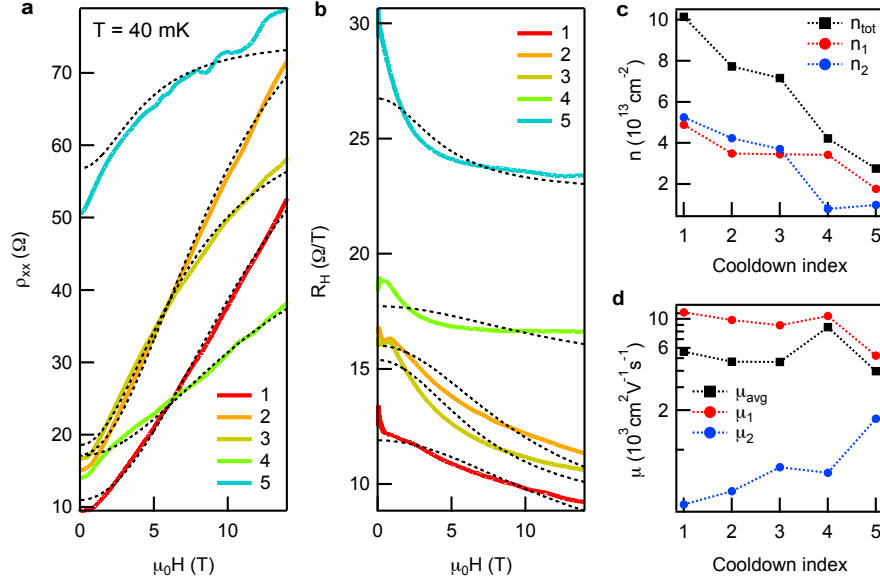 a
T = 40 mK
ρxx (Ω)
70
60
50
40
30
20
10
1
2
3
4
5
0
5
10
μ0H (T)
b
RH (Ω/T)
30
25
20
15
10
1
2
3
4
5
0
5
10
μ0H (T)
c
n (10^13 cm^-2)
10
8
6
4
2
ntot
n1
n2
1
2
3
4
5
Cooldown index
d
μ (10^3 cm^2 V^-1 s^-1)
10
6
2
μavg
μ1
μ2
1
2
3
4
5
Cooldown index